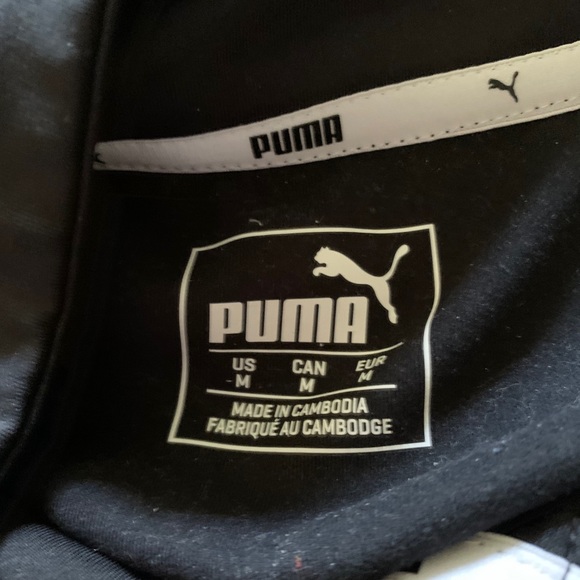 PUMA
PUMA
US CAN EUR
M M M
MADE IN CAMBODIA
FABRIQUÉ AU CAMBODGE